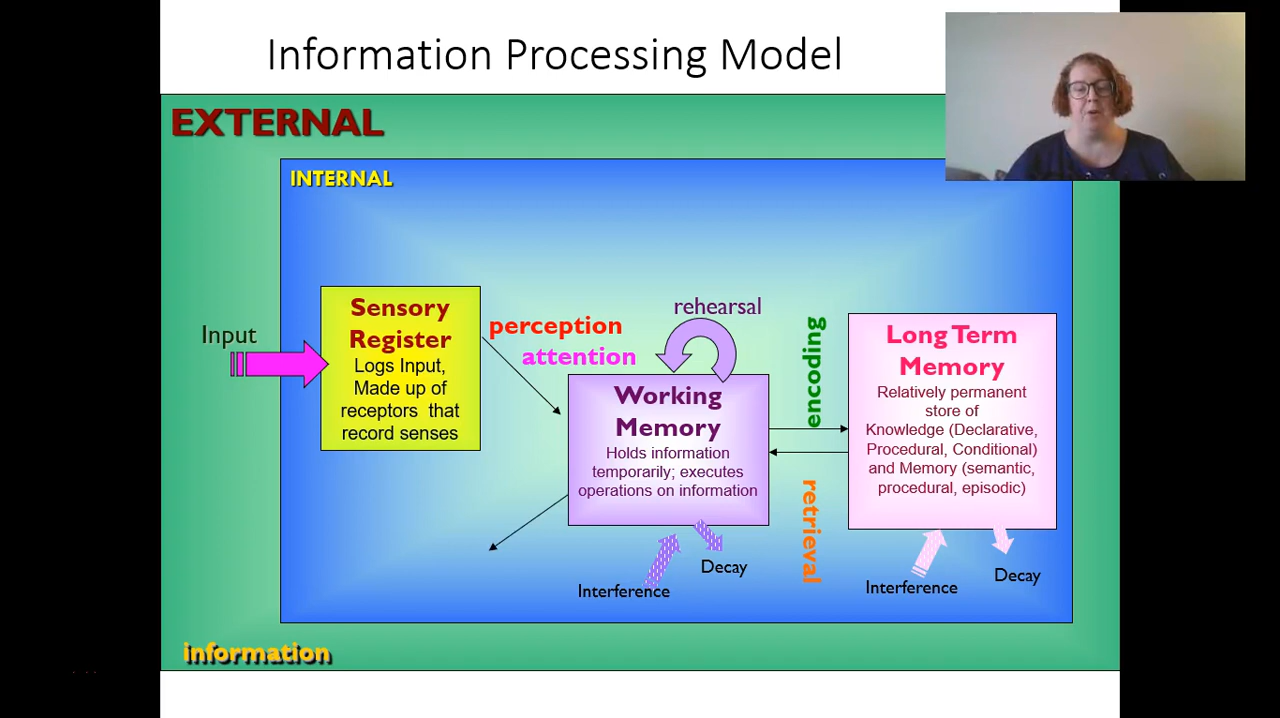 Information Processing Model
EXTERNAL
INTERNAL
Input
Sensory
Register
Logs Input,
Made up of
receptors that
record senses
perception
attention
rehearsal
Working
Memory
Holds information
temporarily; executes
operations on information
encoding
retrieval
Long Term
Memory
Relatively permanent
store of
Knowledge (Declarative,
Procedural, Conditional)
and Memory (semantic,
procedural, episodic)
Interference
Decay
Interference
Decay
information